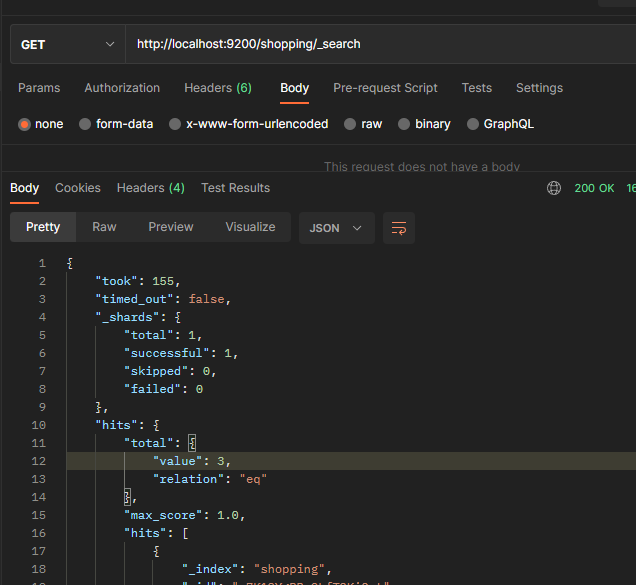 GET http://localhost:9200/shopping/_search
Params Authorization Headers (6) Body Pre-request Script Tests Settings
none form-data x-www-form-urlencoded raw binary GraphQL
This request does not have a body
Body Cookies Headers (4) Test Results 200 OK 16
Pretty Raw Preview Visualize JSON
1 {
2 "took": 155,
3 "timed_out": false,
4 "_shards": {
5 "total": 1,
6 "successful": 1,
7 "skipped": 0,
8 "failed": 0
9 },
10 "hits": {
11 "total": {
12 "value": 3,
13 "relation": "eq"
14 },
15 "max_score": 1.0,
16 "hits": [
17 {
18 "_index": "shopping",